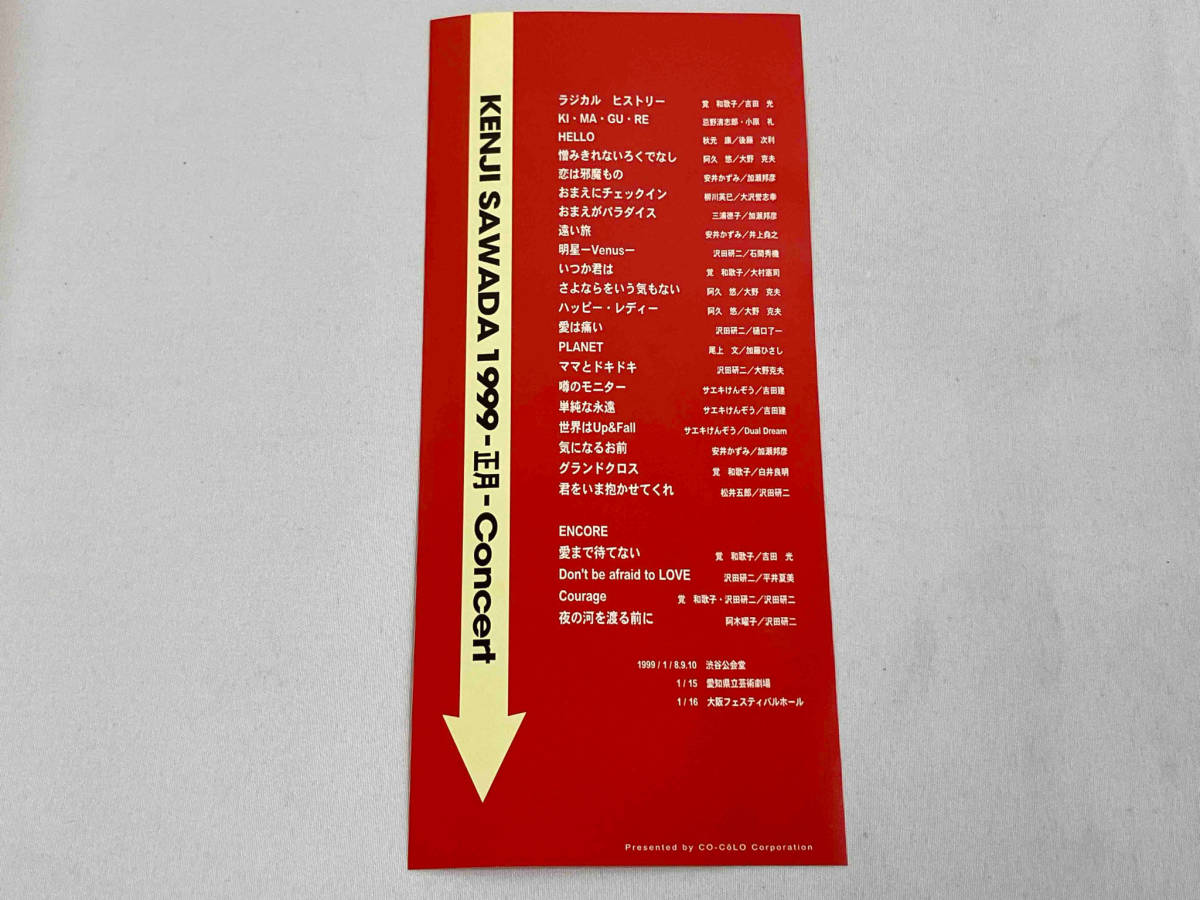 KENJI SAWADA 1999 - 正月 - Concert
ラジカル ヒストリー 覚 和歌子／吉田 光
KI・MA・GU・RE 忌野清志郎・小原 礼
HELLO 秋元 康／後藤 次利
憎みきれないろくでなし 阿久 悠／大野 克夫
恋は邪魔もの 安井かずみ／加瀬邦彦
おまえにチェックイン 柳川英巳／大沢誉志幸
おまえがパラダイス 三浦徳子／加瀬邦彦
遠い旅 安井かずみ／井上堯之
明星ーVenusー 沢田研二／石間秀機
いつか君は 覚 和歌子／大村憲司
さよならをいう気もない 阿久 悠／大野 克夫
ハッピー・レディー 阿久 悠／大野 克夫
愛は痛い 沢田研二／樋口了一
PLANET 尾上 文／加藤ひさし
ママとドキドキ 沢田研二／大野克夫
噂のモニター サエキけんぞう／吉田建
単純な永遠 サエキけんぞう／吉田建
世界はUp&Fall サエキけんぞう／Dual Dream
気になるお前 安井かずみ／加瀬邦彦
グランドクロス 覚 和歌子／白井良明
君をいま抱かせてくれ 松井五郎／沢田研二
ENCORE
愛まで待てない 覚 和歌子／吉田 光
Don't be afraid to LOVE 沢田研二／平井夏美
Courage 覚 和歌子・沢田研二／沢田研二
夜の河を渡る前に 阿木曜子／沢田研二
1999 / 1 / 8.9.10 渋谷公会堂
1 / 15 愛知県立芸術劇場
1 / 16 大阪フェスティバルホール
Presented by CO-CôLO Corporation